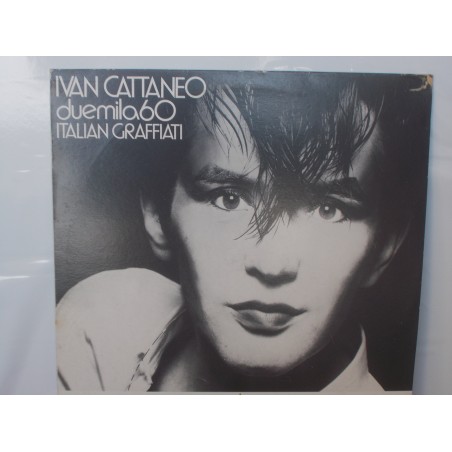 IVAN CATTANEO
duemila60
ITALIAN GRAFFIATI